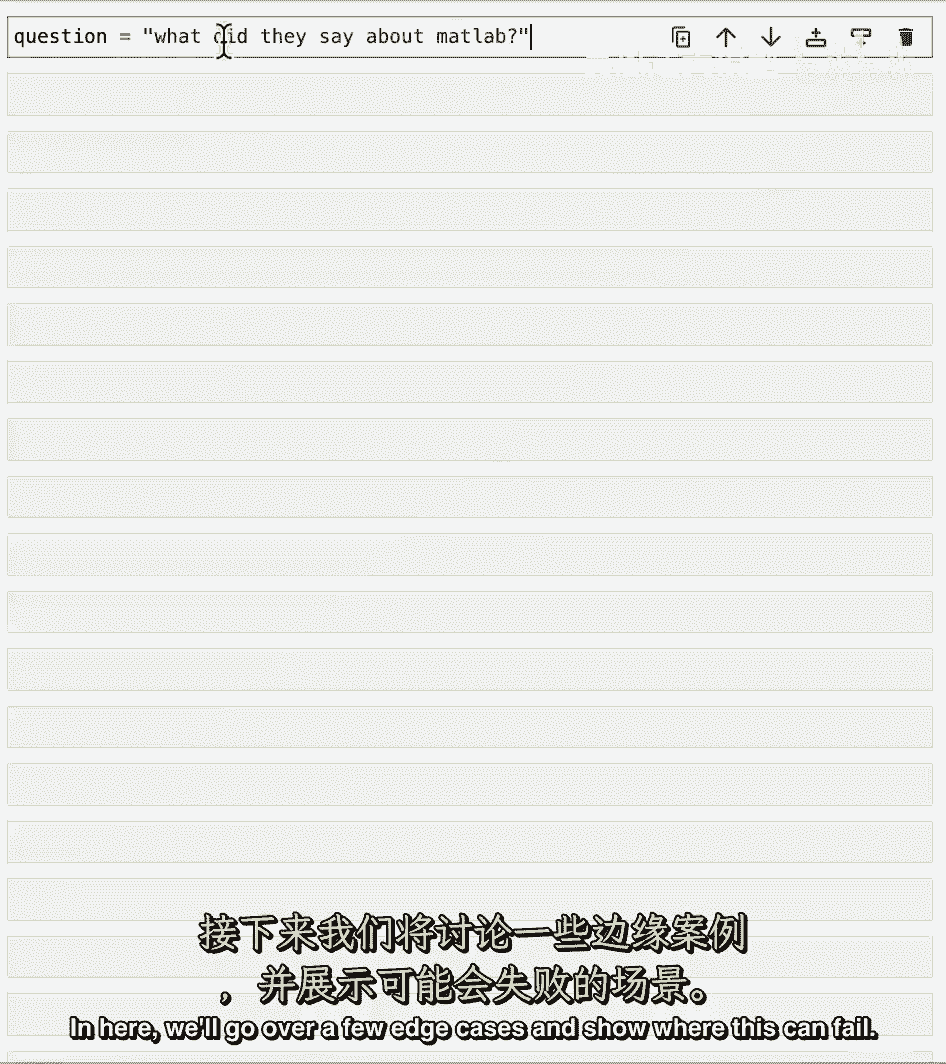 question = "what did they say about matlab?"
接下来我们将讨论一些边缘案例
，并展示可能会失败的场景。
In here, we'll go over a few edge cases and show where this can fail.